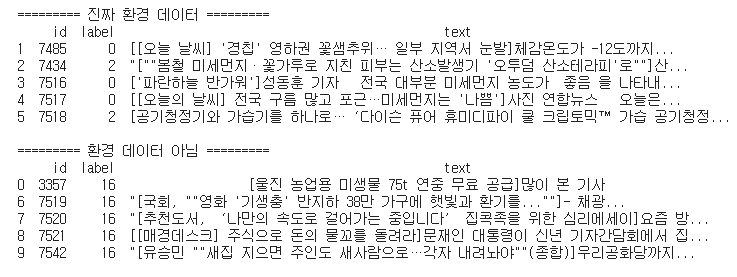 ========= 진짜 환경 데이터 =========
id label text
1 7485 0 [[오늘 날씨] '경칩' 영하권 꽃샘추위… 일부 지역서 눈발]체감온도가 -12도까지...
2 7434 2 "[""봄철 미세먼지·꽃가루로 지친 피부는 산소발생기 '오투덤 산소테라피'로""]산...
3 7516 0 ['파란하늘 반가워']성동훈 기자 전국 대부분 미세먼지 농도가 좋음 을 나타내...
4 7517 0 [[오늘의 날씨] 전국 구름 많고 포근…미세먼지는 '나쁨']사진 연합뉴스 오늘은...
5 7518 2 [공기청정기와 가습기를 하나로… ‘다이슨 퓨어 휴미디파이 쿨 크립토믹™ 가습 공기청정...
========= 환경 데이터 아님 =========
id label text
0 3357 16 [울진 농업용 미생물 75t 연중 무료 공급]많이 본 기사
6 7519 16 "[국회, ""영화 '기생충' 반지하 38만 가구에 햇빛과 환기를...""]- 채광...
7 7520 16 "[추천도서, ‘나만의 속도로 걸어가는 중입니다’ 집콕족을 위한 심리에세이]요즘 방...
8 7521 16 [[매경데스크] 주식으로 돈의 물꼬를 돌려라]문재인 대통령이 신년 기자간담회에서 집...
9 7542 16 "[유승민 ""새집 지으면 주인도 새사람으로…각자 내려놔야""(종합)]우리공화당까지...